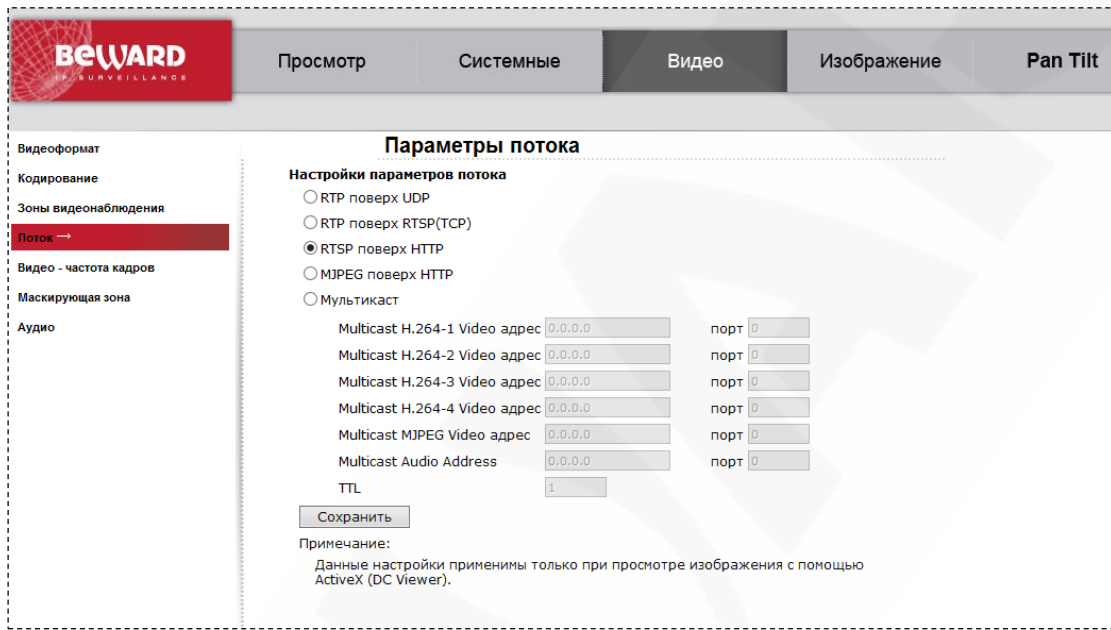 BEWARD
IP SURVEILLANCE
Просмотр
Системные
Видео
Изображение
Pan Tilt
Видеоформат
Кодирование
Зоны видеонаблюдения
Поток →
Видео - частота кадров
Маскирующая зона
Аудио
Параметры потока
Настройки параметров потока
RTP поверх UDP
RTP поверх RTSP(TCP)
RTSP поверх HTTP
MJPEG поверх HTTP
Мультикаст
Multicast H.264-1 Video адрес 0.0.0.0 порт 0
Multicast H.264-2 Video адрес 0.0.0.0 порт 0
Multicast H.264-3 Video адрес 0.0.0.0 порт 0
Multicast H.264-4 Video адрес 0.0.0.0 порт 0
Multicast MJPEG Video адрес 0.0.0.0 порт 0
Multicast Audio Address 0.0.0.0 порт 0
TTL 1
Сохранить
Примечание:
Данные настройки применимы только при просмотре изображения с помощью
ActiveX (DC Viewer).